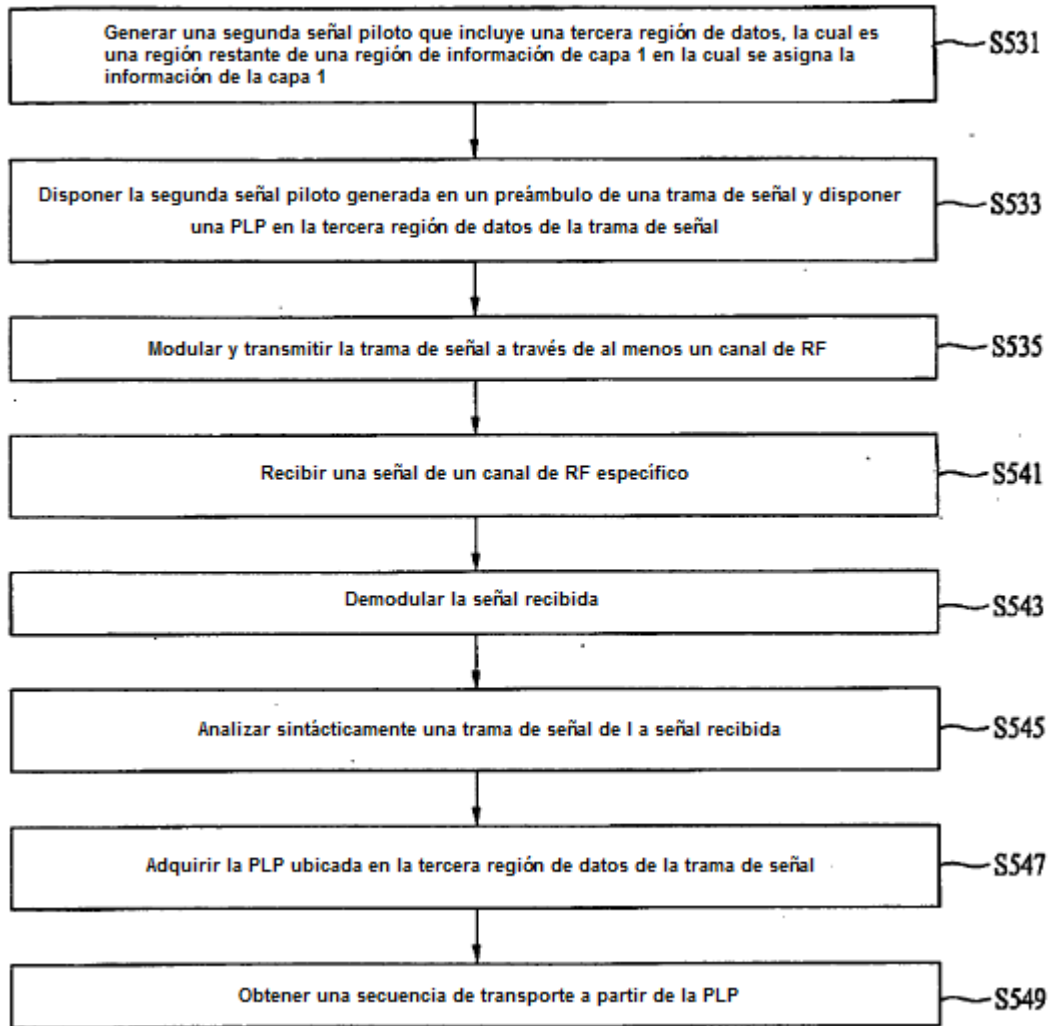 Generar una segunda señal piloto que incluye una tercera región de datos, la cual es
una región restante de una región de información de capa 1 en la cual se asigna la
información de la capa 1
S531
Disponer la segunda señal piloto generada en un preámbulo de una trama de señal y disponer
una PLP en la tercera región de datos de la trama de señal
S533
Modular y transmitir la trama de señal a través de al menos un canal de RF
S535
Recibir una señal de un canal de RF específico
S541
Demodular la señal recibida
S543
Analizar sintácticamente una trama de señal de l a señal recibida
S545
Adquirir la PLP ubicada en la tercera región de datos de la trama de señal
S547
Obtener una secuencia de transporte a partir de la PLP
S549